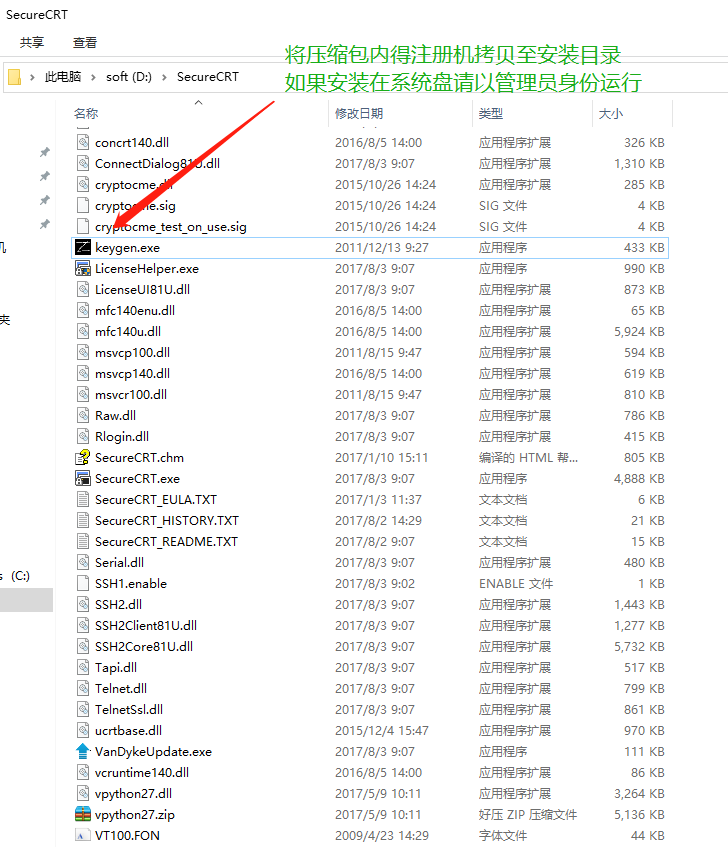 SecureCRT
共享 查看
将压缩包内得注册机拷贝至安装目录
如果安装在系统盘请以管理员身份运行
此电脑 › soft (D:) › SecureCRT
名称 修改日期 类型 大小
concrt140.dll 2016/8/5 14:00 应用程序扩展 326 KB
ConnectDialog81U.dll 2017/8/3 9:07 应用程序扩展 1,310 KB
cryptocme.dll 2015/10/26 14:24 应用程序扩展 285 KB
cryptocme.sig 2015/10/26 14:24 SIG 文件 4 KB
cryptocme_test_on_use.sig 2015/10/26 14:24 SIG 文件 4 KB
keygen.exe 2011/12/13 9:27 应用程序 433 KB
LicenseHelper.exe 2017/8/3 9:07 应用程序 990 KB
LicenseUI81U.dll 2017/8/3 9:07 应用程序扩展 873 KB
mfc140enu.dll 2016/8/5 14:00 应用程序扩展 65 KB
mfc140u.dll 2016/8/5 14:00 应用程序扩展 5,924 KB
msvcp100.dll 2011/8/15 9:47 应用程序扩展 594 KB
msvcp140.dll 2016/8/5 14:00 应用程序扩展 619 KB
msvcr100.dll 2011/8/15 9:47 应用程序扩展 810 KB
Raw.dll 2017/8/3 9:07 应用程序扩展 786 KB
Rlogin.dll 2017/8/3 9:07 应用程序扩展 415 KB
SecureCRT.chm 2017/1/10 15:11 编译的 HTML 帮... 805 KB
SecureCRT.exe 2017/8/3 9:07 应用程序 4,888 KB
SecureCRT_EULA.TXT 2017/1/3 11:37 文本文档 6 KB
SecureCRT_HISTORY.TXT 2017/8/2 14:29 文本文档 21 KB
SecureCRT_README.TXT 2017/8/2 9:07 文本文档 15 KB
Serial.dll 2017/8/3 9:07 应用程序扩展 480 KB
SSH1.enable 2017/8/3 9:02 ENABLE 文件 1 KB
SSH2.dll 2017/8/3 9:07 应用程序扩展 1,443 KB
SSH2Client81U.dll 2017/8/3 9:07 应用程序扩展 1,277 KB
SSH2Core81U.dll 2017/8/3 9:07 应用程序扩展 5,732 KB
Tapi.dll 2017/8/3 9:07 应用程序扩展 517 KB
Telnet.dll 2017/8/3 9:07 应用程序扩展 799 KB
TelnetSsl.dll 2017/8/3 9:07 应用程序扩展 861 KB
ucrtbase.dll 2015/12/4 15:47 应用程序扩展 970 KB
VanDykeUpdate.exe 2017/8/3 9:07 应用程序 111 KB
vcruntime140.dll 2016/8/5 14:00 应用程序扩展 86 KB
vpython27.dll 2017/5/9 10:11 应用程序扩展 3,264 KB
vpython27.zip 2017/5/9 10:11 好压 ZIP 压缩文件 5,136 KB
VT100.FON 2009/4/23 14:29 字体文件 44 KB
机
夹
s (C:)